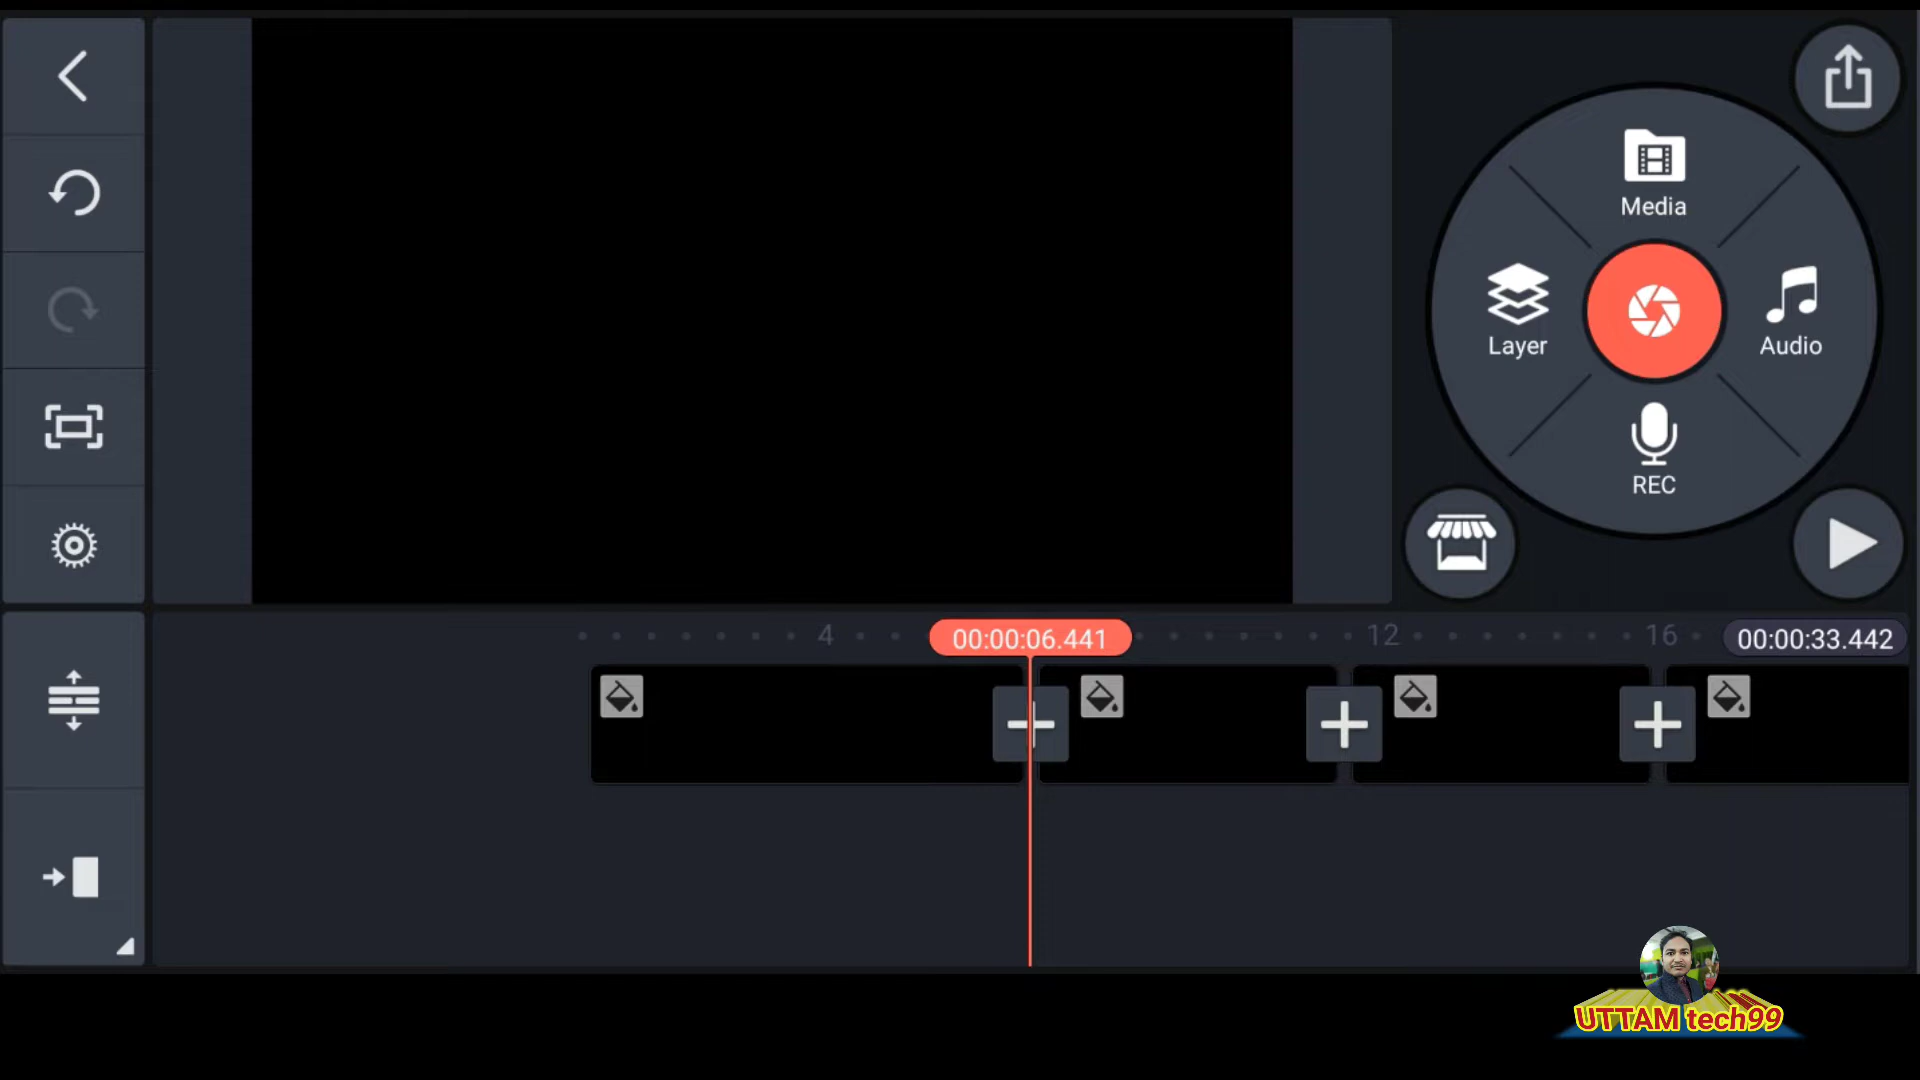 Media
Layer
Audio
REC
4
00:00:06.441
12
16
00:00:33.442
UTTAM tech99